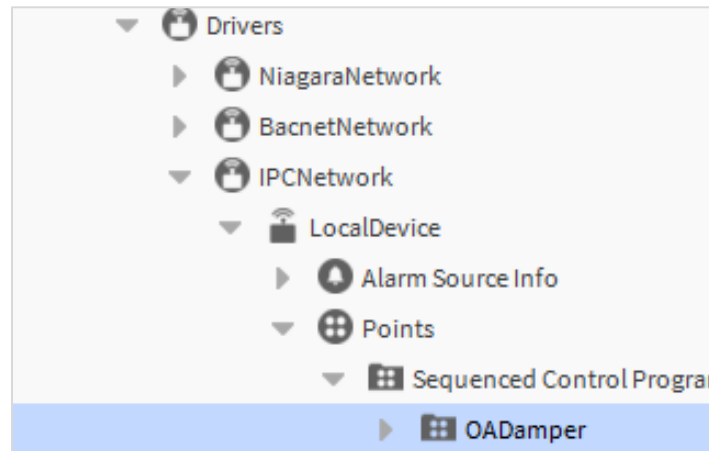 Drivers
NiagaraNetwork
BacnetNetwork
IPCNetwork
LocalDevice
Alarm Source Info
Points
Sequenced Control Progra
OADamper